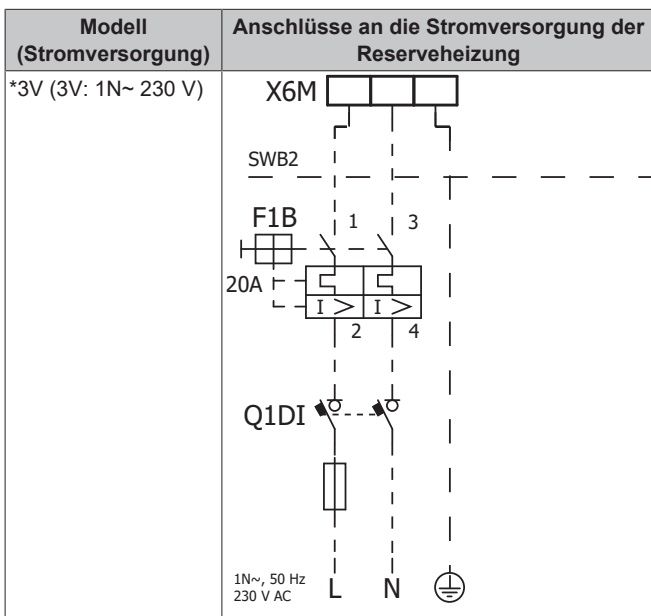 Modell
(Stromversorgung)
Anschlüsse an die Stromversorgung der
Reserveheizung
*3V (3V: 1N~ 230 V)
X6M
SWB2
F1B
1
3
20A
I >
I >
2
4
Q1DI
1N~, 50 Hz
230 V AC
L
N